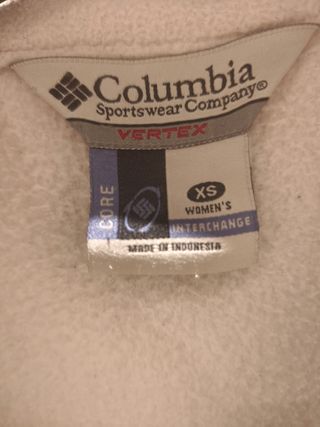 Columbia
Sportswear Company®
VERTEX
CORE
XS
WOMEN'S
INTERCHANGE
MADE IN INDONESIA